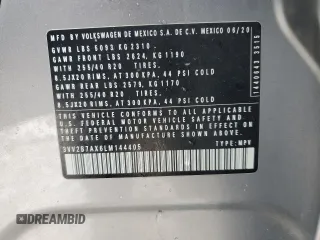 MFD BY VOLKSWAGEN DE MEXICO S.A. DE C.V. MEXICO 06/20
GVWR LBS 5093 KG 2310
GAWR FRONT LBS 2624, KG 1190
WITH 255/40 R20 TIRES,
8.5JX20 RIMS, AT 300 KPA, 44 PSI COLD
GAWR REAR LBS 2579, KG 1170
WITH 255/40 R20 TIRES,
8.5JX20 RIMS, AT 300 KPA, 44 PSI COLD
THIS VEHICLE CONFORMS TO ALL APPLICABLE
FEDERAL MOTOR VEHICLE SAFETY
STANDARDS IN EFFECT ON THE DATE OF
MANUFACTURE SHOWN ABOVE.
3VV2B7AX6LM144405
TYPE: MPV
1440843 3515
DREAMBID